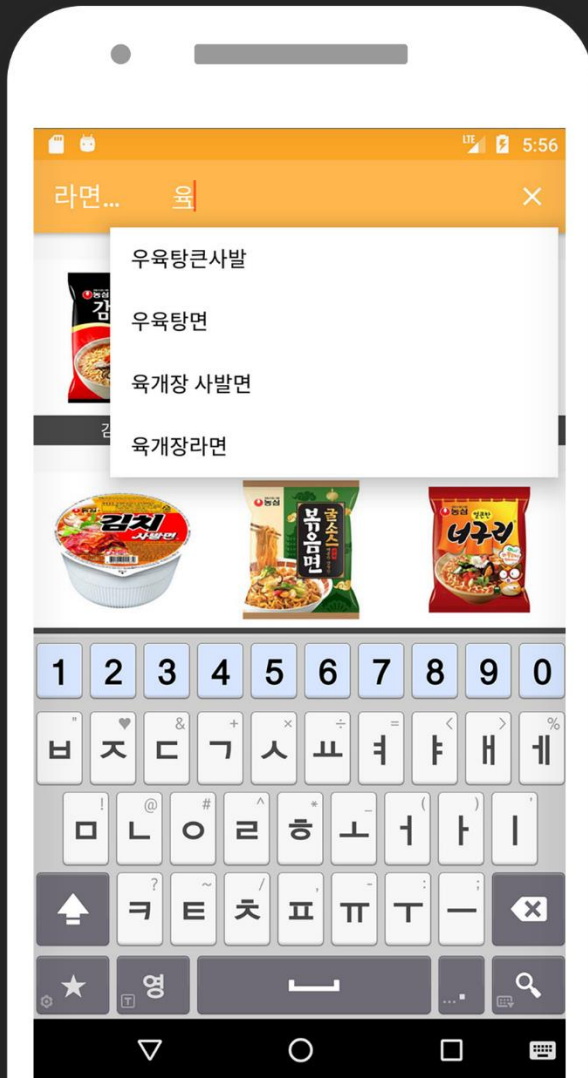 LTE 5:56
라면... 육
우육탕큰사발
우육탕면
육개장 사발면
육개장라면
농심
감
김치
사발면
농심
굴소스
볶음면
농심
얼큰한
너구리
1 2 3 4 5 6 7 8 9 0
" ♥ & + × ÷ = < > %
ㅂ ㅈ ㄷ ㄱ ㅅ ㅛ ㅕ ㅑ ㅐ ㅔ
! @ # ^ * _ ( ) '
ㅁ ㄴ ㅇ ㄹ ㅎ ㅗ ㅓ ㅏ ㅣ
? ~ / , - : ;
ㅋ ㅌ ㅊ ㅍ ㅠ ㅜ ㅡ
★ T 영 ... .